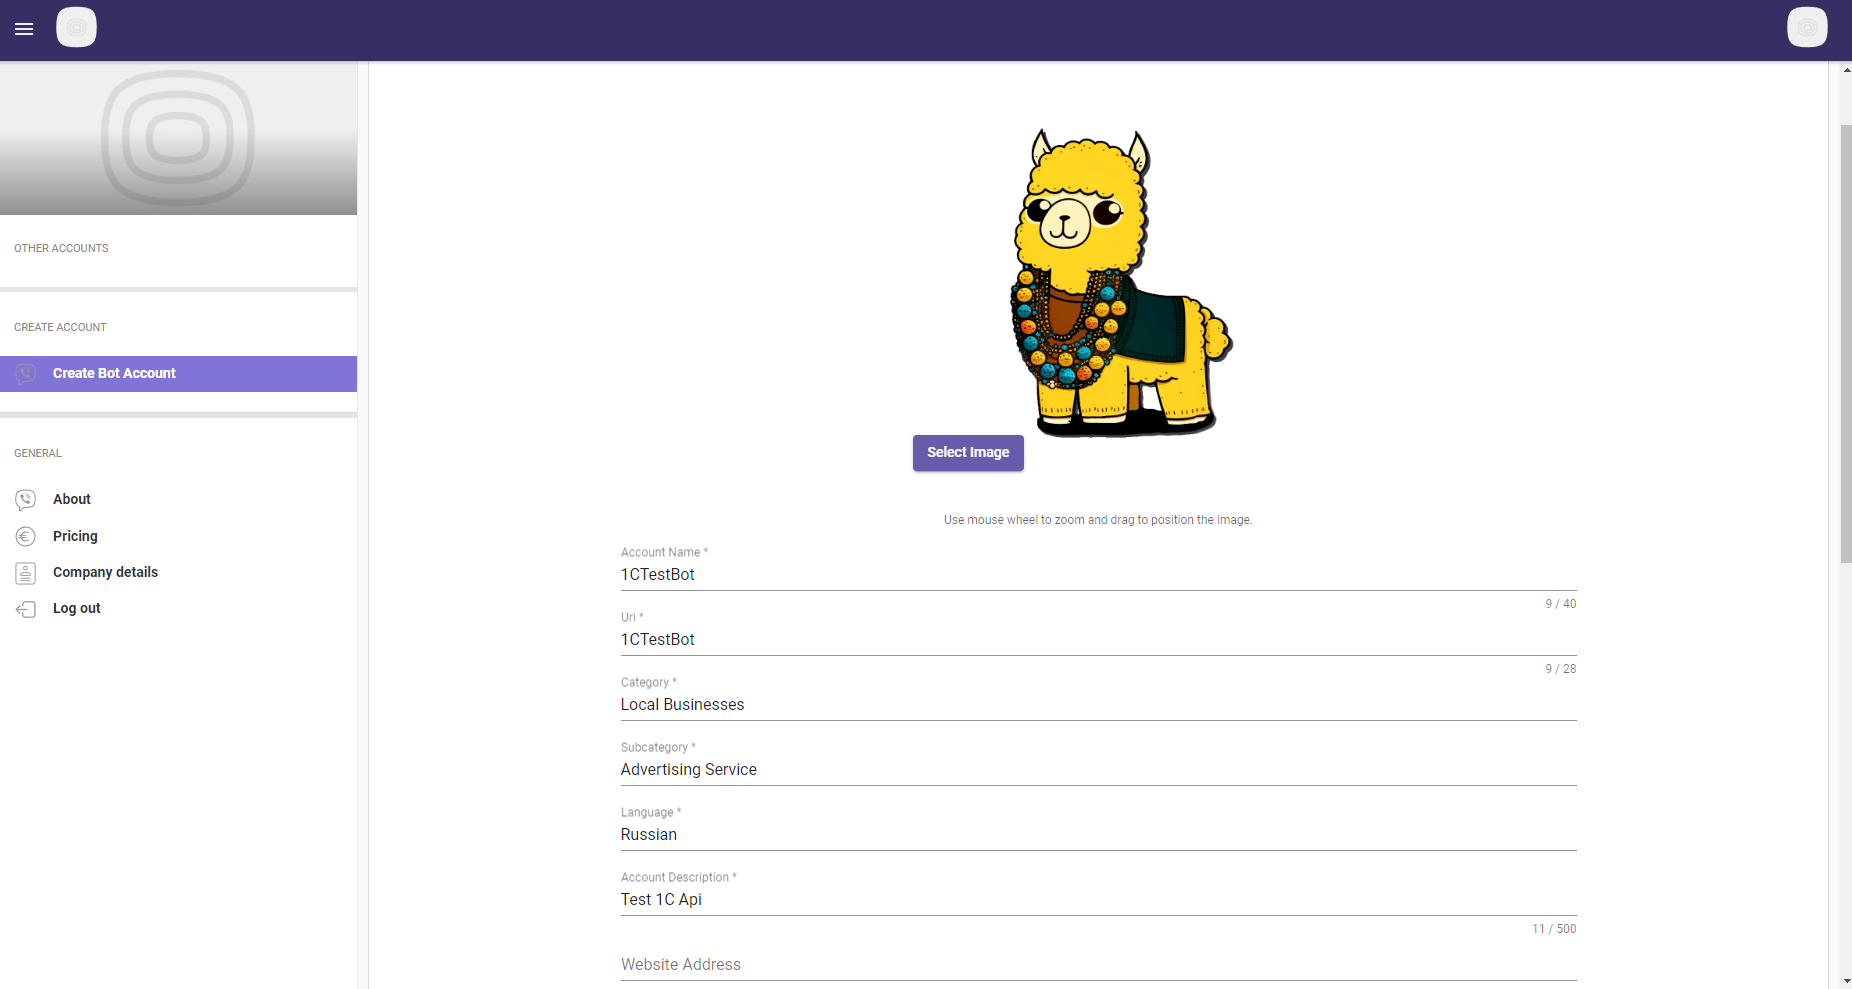 OTHER ACCOUNTS
CREATE ACCOUNT
Create Bot Account
GENERAL
About
Pricing
Company details
Log out
Select Image
Use mouse wheel to zoom and drag to position the image.
Account Name *
1CTestBot
9 / 40
Uri *
1CTestBot
9 / 28
Category *
Local Businesses
Subcategory *
Advertising Service
Language *
Russian
Account Description *
Test 1C Api
11 / 500
Website Address